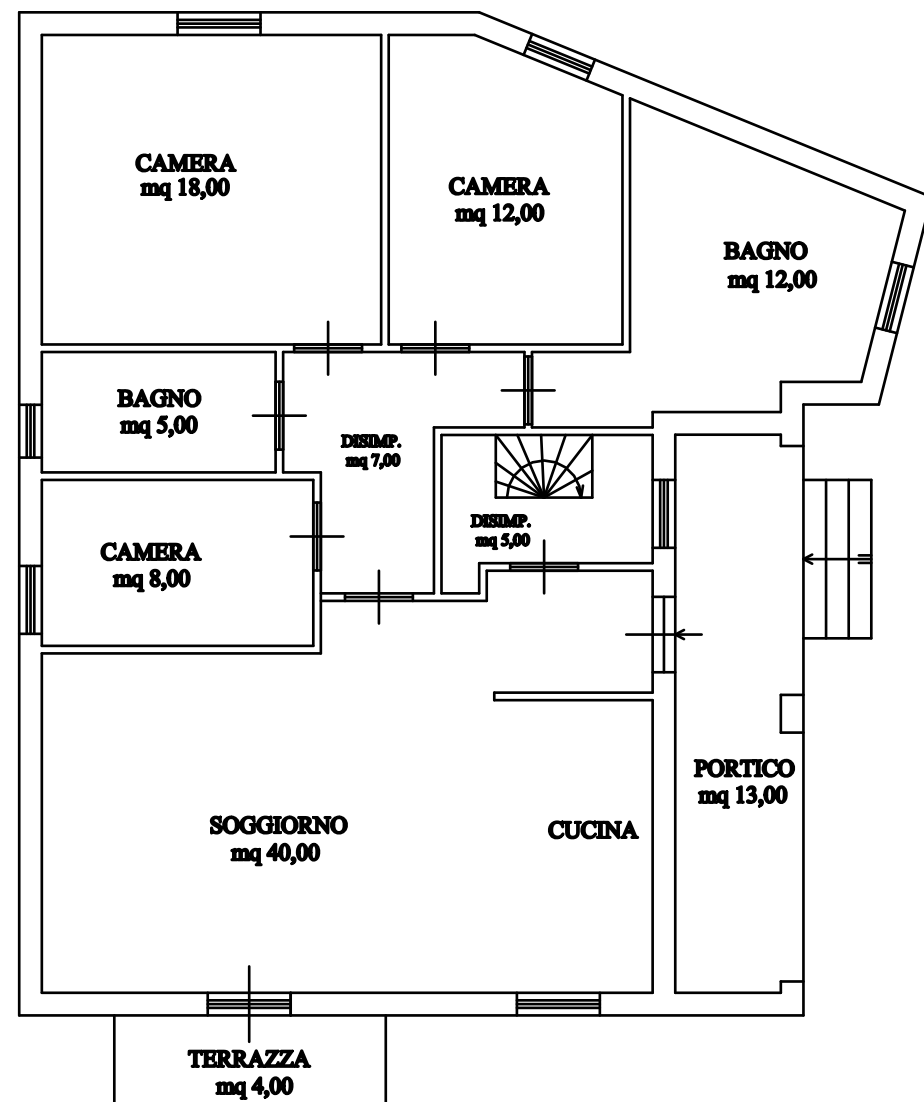 CAMERA
mq 18,00
CAMERA
mq 12,00
BAGNO
mq 12,00
BAGNO
mq 5,00
DISIMP.
mq 7,00
DISIMP.
mq 5,00
CAMERA
mq 8,00
PORTICO
mq 13,00
SOGGIORNO
mq 40,00
CUCINA
TERRAZZA
mq 4,00